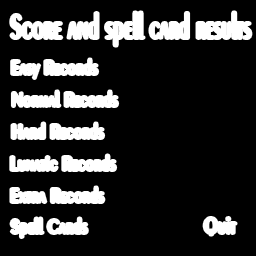 Score and spell card results
Easy Records
Normal Records
Hard Records
Lunatic Records
Extra Records
Spell Cards
Quit